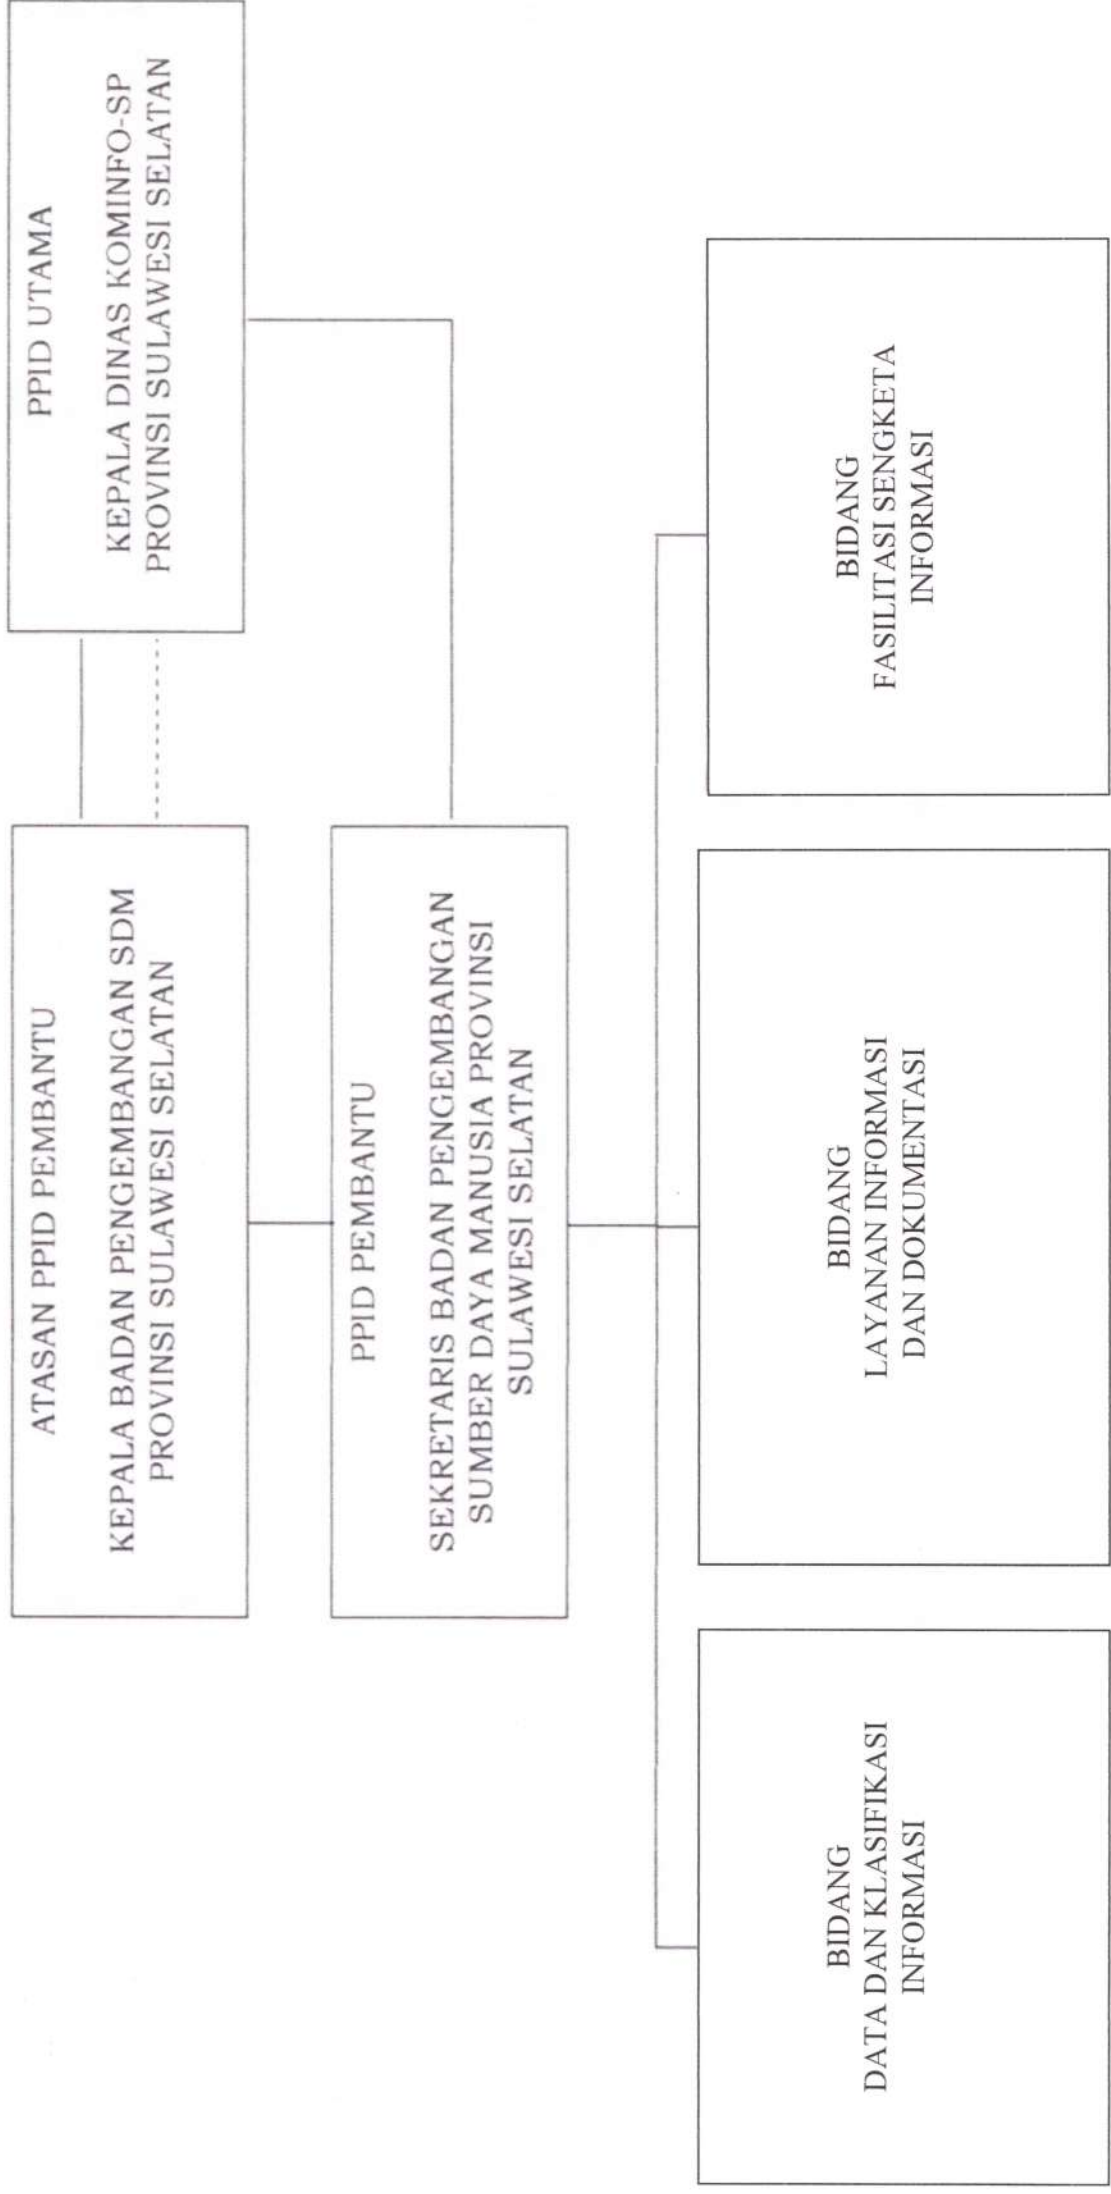 ATASAN PPID PEMBANTU
KEPALA BADAN PENGEMBANGAN SDM
PROVINSI SULAWESI SELATAN
PPID UTAMA
KEPALA DINAS KOMINFO-SP
PROVINSI SULAWESI SELATAN
PPID PEMBANTU
SEKRETARIS BADAN PENGEMBANGAN
SUMBER DAYA MANUSIA PROVINSI
SULAWESI SELATAN
BIDANG
DATA DAN KLASIFIKASI
INFORMASI
BIDANG
LAYANAN INFORMASI
DAN DOKUMENTASI
BIDANG
FASILITASI SENGKETA
INFORMASI